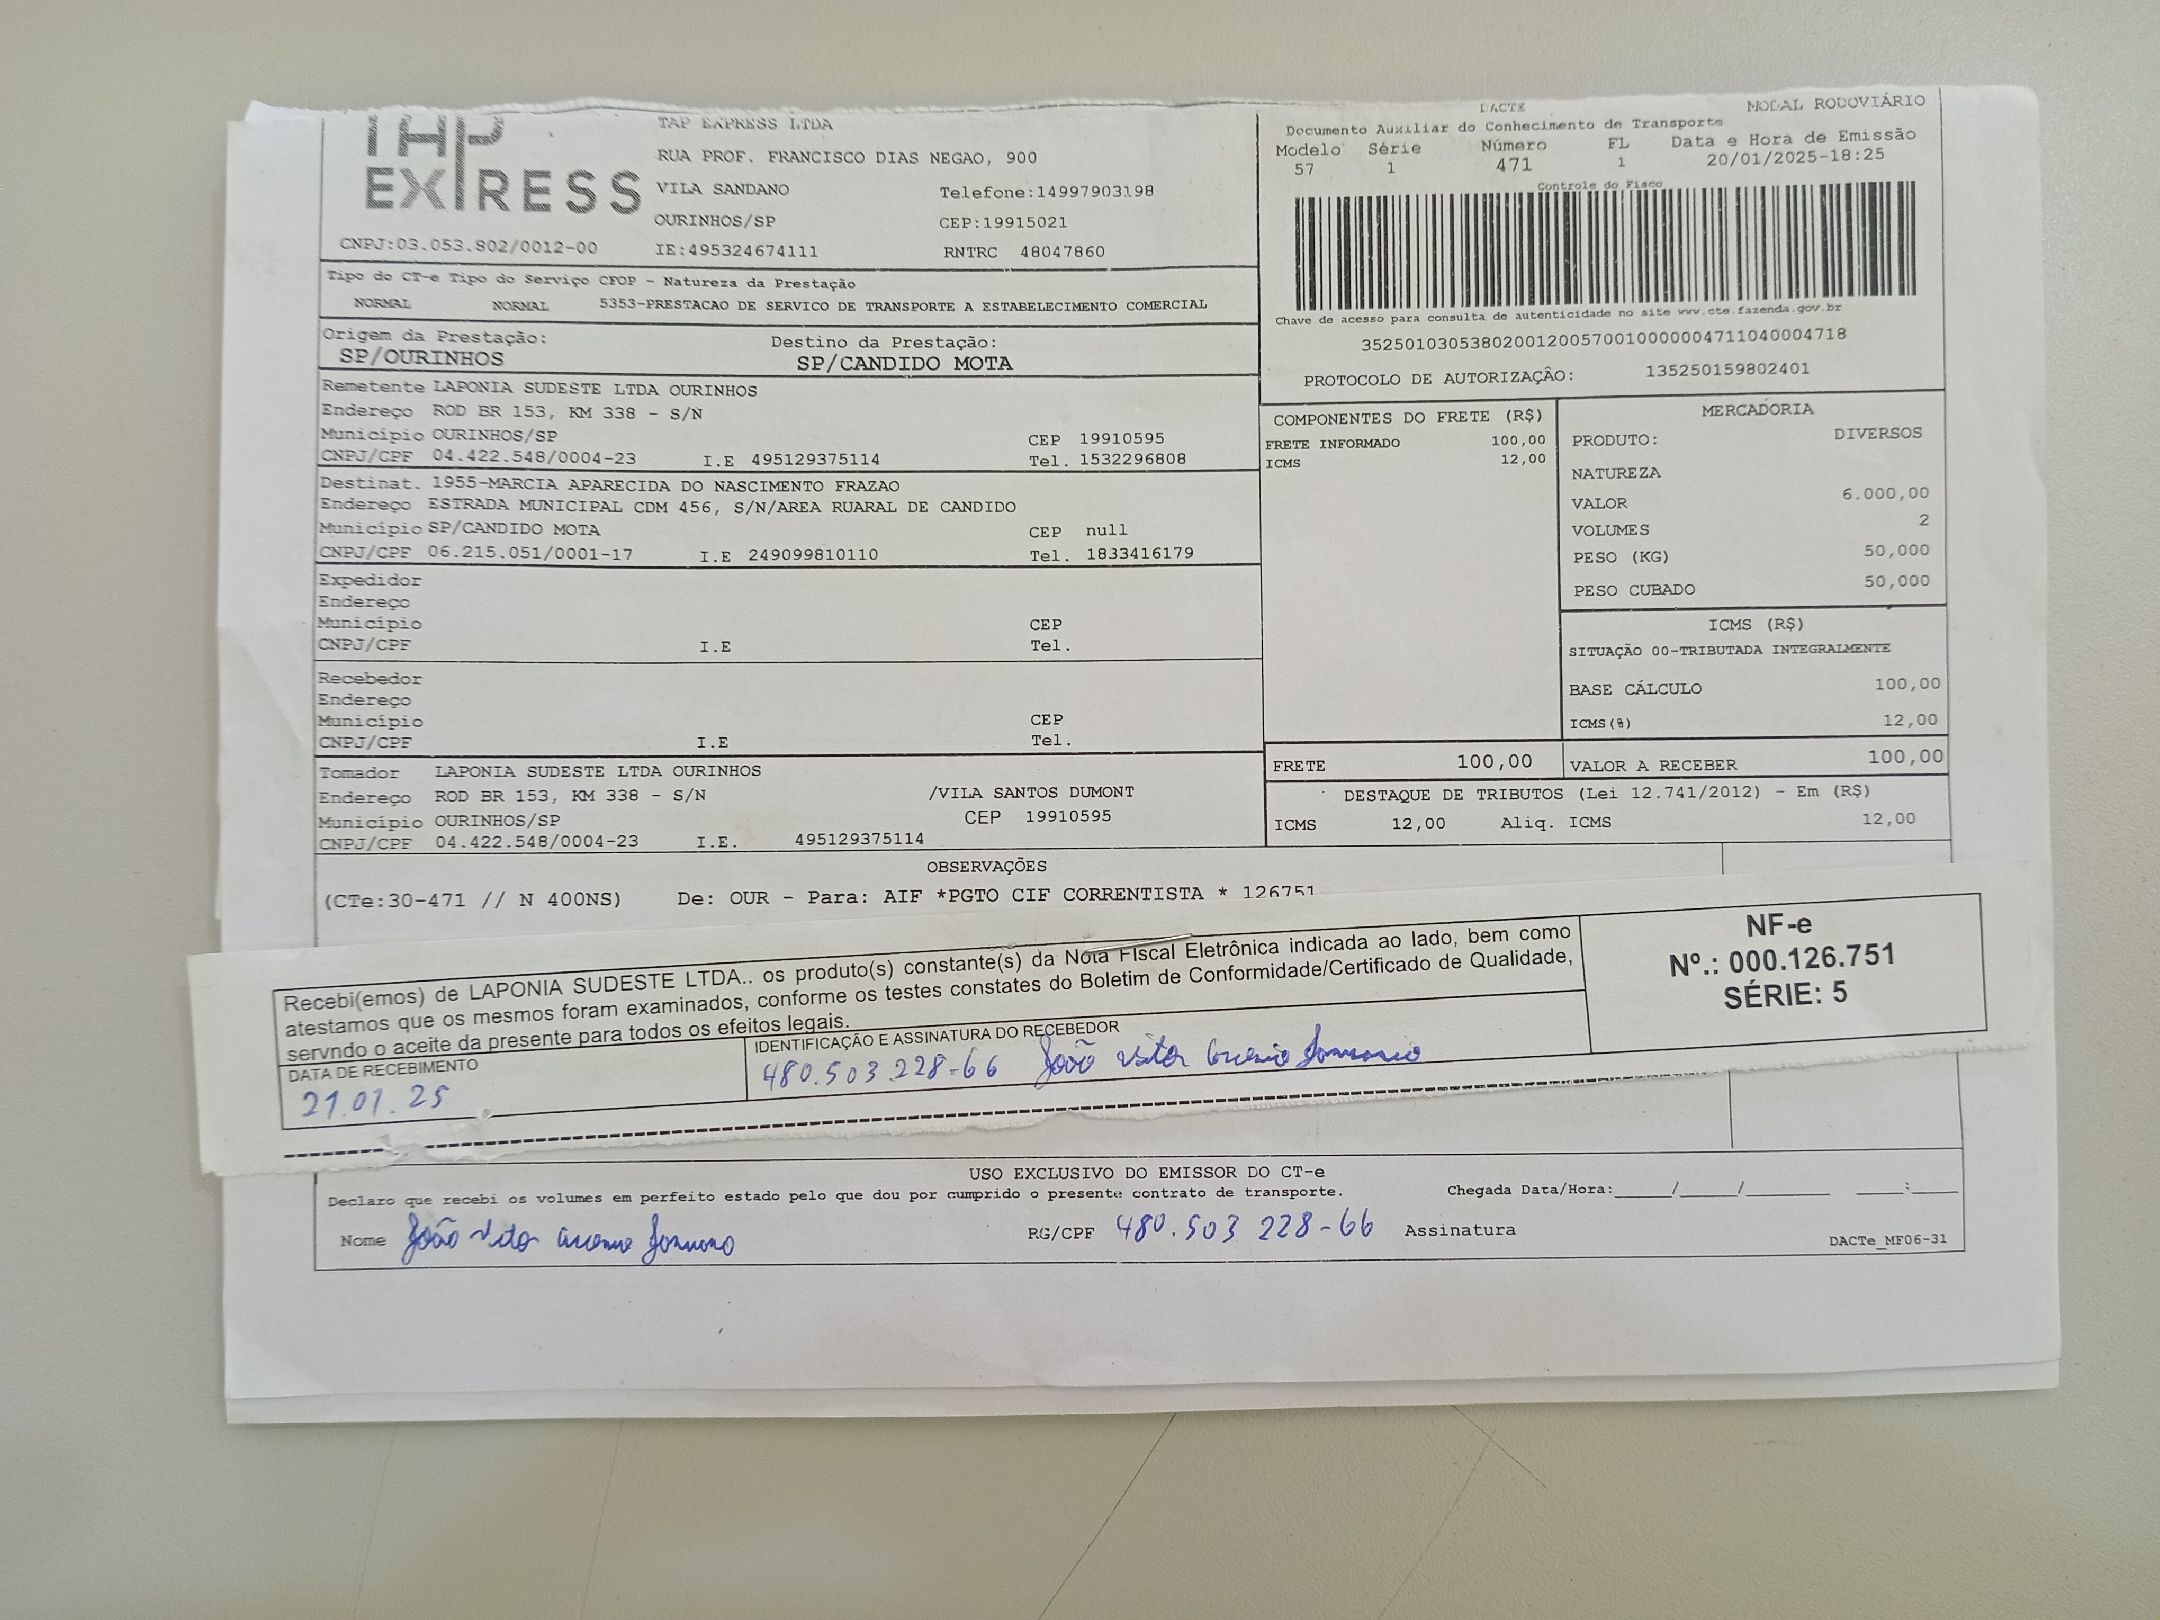 TAP
EXPRESS
TAP EXPRESS LTDA
RUA PROF. FRANCISCO DIAS NEGAO, 900
VILA SANDANO Telefone:14997903198
OURINHOS/SP CEP:19915021
CNPJ:03.053.802/0012-00 IE:495324674111 RNTRC 48047860
DACTE MODAL RODOVIÁRIO
Documento Auxiliar do Conhecimento de Transporte
Modelo Série Número FL Data e Hora de Emissão
57 1 471 1 20/01/2025-18:25
Controle do Fisco
Chave de acesso para consulta de autenticidade no site www.cte.fazenda.gov.br
35250103053802001200570010000004711040004718
PROTOCOLO DE AUTORIZAÇÃO: 135250159802401
Tipo do CT-e Tipo do Serviço CFOP - Natureza da Prestação
NORMAL NORMAL 5353-PRESTACAO DE SERVICO DE TRANSPORTE A ESTABELECIMENTO COMERCIAL
Origem da Prestação: Destino da Prestação:
SP/OURINHOS SP/CANDIDO MOTA
Remetente LAPONIA SUDESTE LTDA OURINHOS
Endereço ROD BR 153, KM 338 - S/N
Município OURINHOS/SP CEP 19910595
CNPJ/CPF 04.422.548/0004-23 I.E 495129375114 Tel. 1532296808
Destinat. 1955-MARCIA APARECIDA DO NASCIMENTO FRAZAO
Endereço ESTRADA MUNICIPAL CDM 456, S/N/AREA RUARAL DE CANDIDO
Município SP/CANDIDO MOTA CEP null
CNPJ/CPF 06.215.051/0001-17 I.E 249099810110 Tel. 1833416179
Expedidor
Endereço
Município CEP
CNPJ/CPF I.E Tel.
Recebedor
Endereço
Município CEP
CNPJ/CPF I.E Tel.
Tomador LAPONIA SUDESTE LTDA OURINHOS
Endereço ROD BR 153, KM 338 - S/N /VILA SANTOS DUMONT
Município OURINHOS/SP CEP 19910595
CNPJ/CPF 04.422.548/0004-23 I.E. 495129375114
COMPONENTES DO FRETE (R$)
FRETE INFORMADO 100,00
ICMS 12,00
MERCADORIA
PRODUTO: DIVERSOS
NATUREZA
VALOR 6.000,00
VOLUMES 2
PESO (KG) 50,000
PESO CUBADO 50,000
ICMS (R$)
SITUAÇÃO 00-TRIBUTADA INTEGRALMENTE
BASE CÁLCULO 100,00
ICMS(%) 12,00
FRETE 100,00 VALOR A RECEBER 100,00
DESTAQUE DE TRIBUTOS (Lei 12.741/2012) - Em (R$)
ICMS 12,00 Aliq. ICMS 12,00
OBSERVAÇÕES
(CTe:30-471 // N 400NS) De: OUR - Para: AIF *PGTO CIF CORRENTISTA * 126751
Recebi(emos) de LAPONIA SUDESTE LTDA.. os produto(s) constante(s) da Nota Fiscal Eletrônica indicada ao lado, bem como
atestamos que os mesmos foram examinados, conforme os testes constates do Boletim de Conformidade/Certificado de Qualidade,
servndo o aceite da presente para todos os efeitos legais.
DATA DE RECEBIMENTO IDENTIFICAÇÃO E ASSINATURA DO RECEBEDOR
21.01.25 480.503.228-66 João Vitor
NF-e
Nº.: 000.126.751
SÉRIE: 5
USO EXCLUSIVO DO EMISSOR DO CT-e
Declaro que recebi os volumes em perfeito estado pelo que dou por cumprido o presente contrato de transporte. Chegada Data/Hora:_____/_____/_______ ____:____
Nome João Vitor RG/CPF 480.503 228-66 Assinatura
DACTe_MF06-31